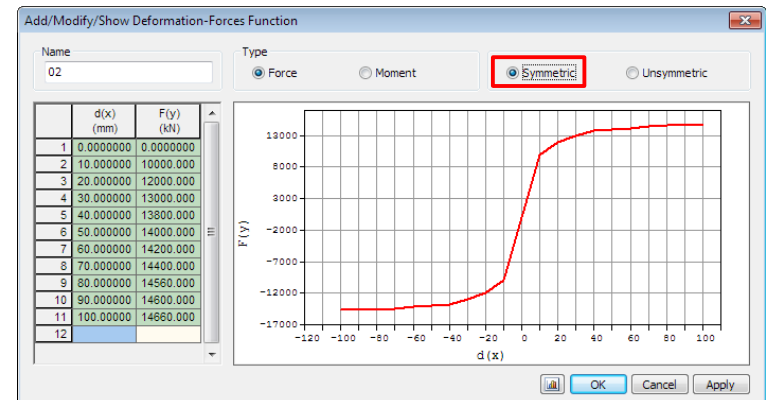 Add/Modify/Show Deformation-Forces Function
Name
Type
02
Force
Moment
Symmetric
Unsymmetric
d(x) F(y)
(mm) (kN)
1 0.0000000 0.0000000
2 10.000000 10000.000
3 20.000000 12000.000
4 30.000000 13000.000
5 40.000000 13800.000
6 50.000000 14000.000
7 60.000000 14200.000
8 70.000000 14400.000
9 80.000000 14560.000
10 90.000000 14600.000
11 100.00000 14660.000
12
13000
8000
3000
-2000
-7000
-12000
-17000
F(y)
-120 -100 -80 -60 -40 -20 0 20 40 60 80 100
d(x)
OK
Cancel
Apply